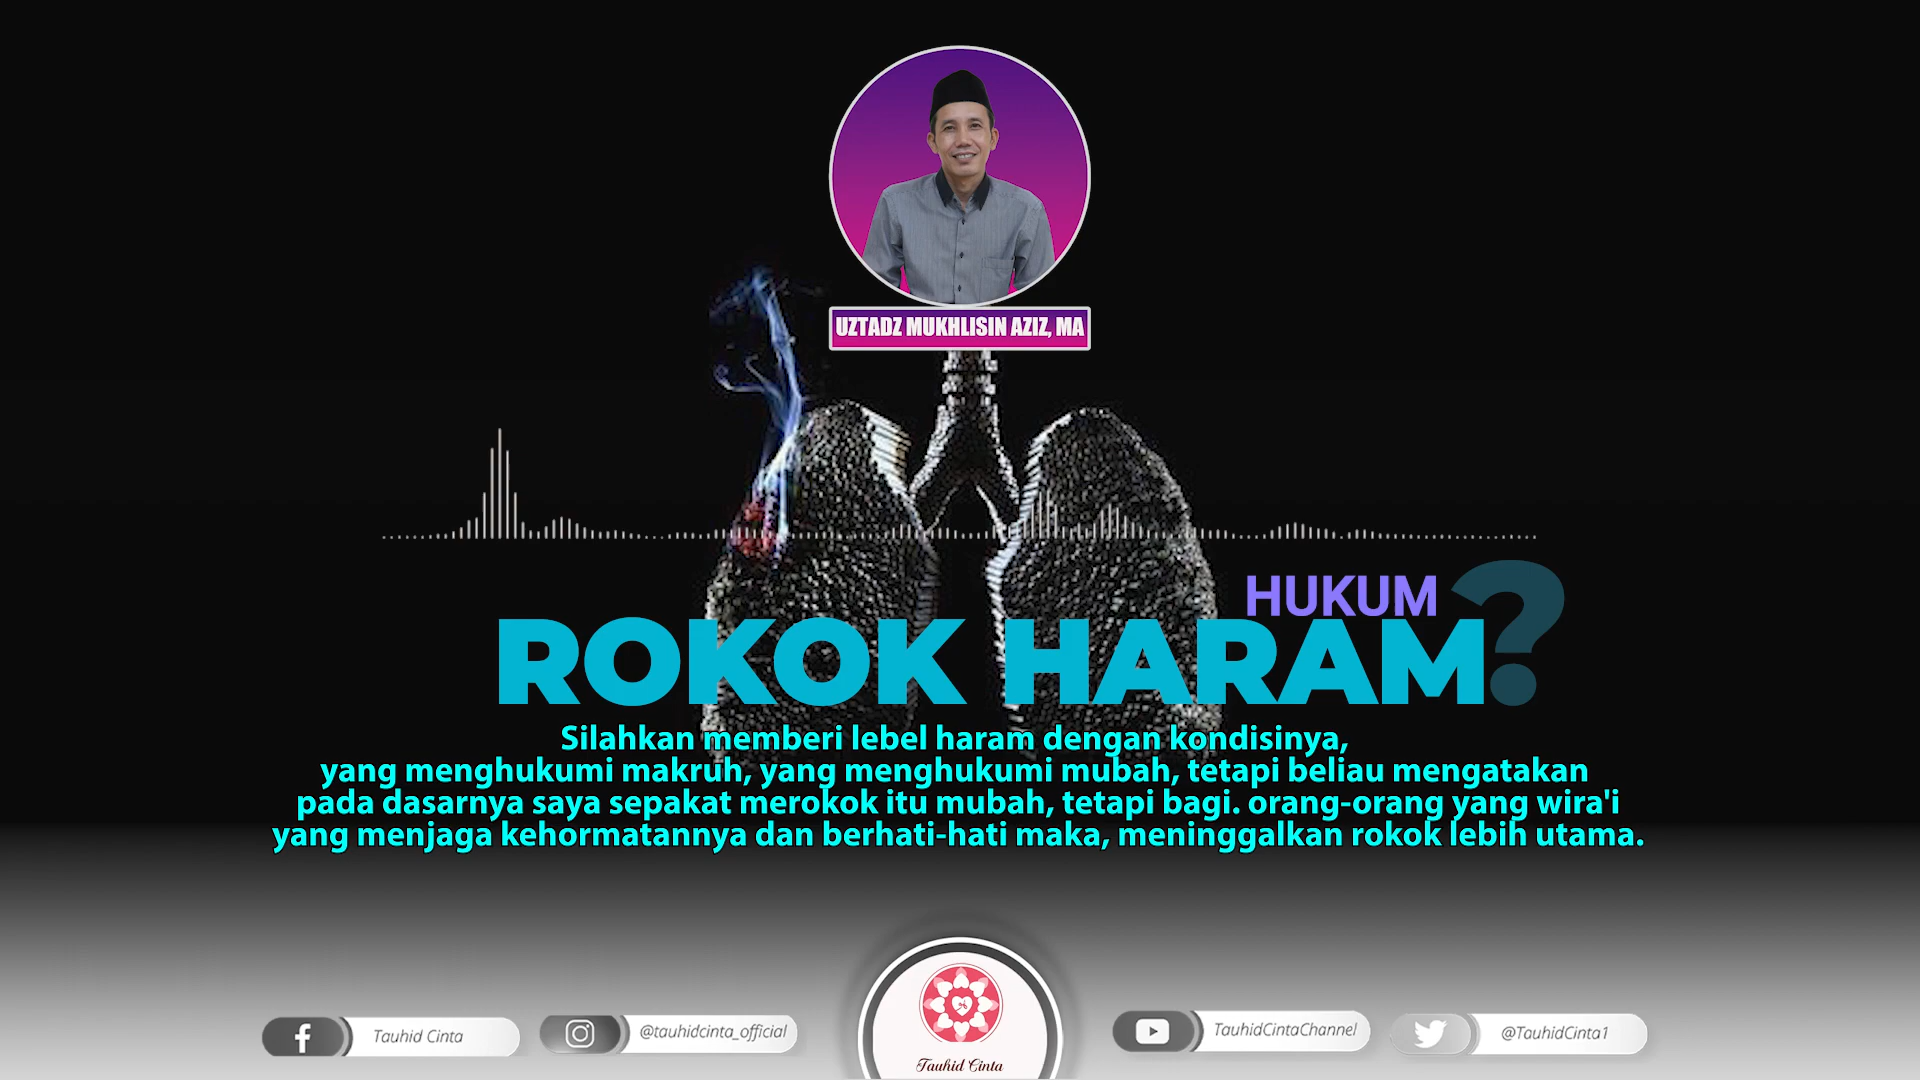 UZTADZ MUKHLISIN AZIZ, MA
HUKUM
ROKOK HARAM?
Silahkan memberi lebel haram dengan kondisinya,
yang menghukumi makruh, yang menghukumi mubah, tetapi beliau mengatakan
pada dasarnya saya sepakat merokok itu mubah, tetapi bagi. orang-orang yang wira'i
yang menjaga kehormatannya dan berhati-hati maka, meninggalkan rokok lebih utama.
Tauhid Cinta
@tauhidcinta_official
Tauhid Cinta
TauhidCintaChannel
@TauhidCinta1